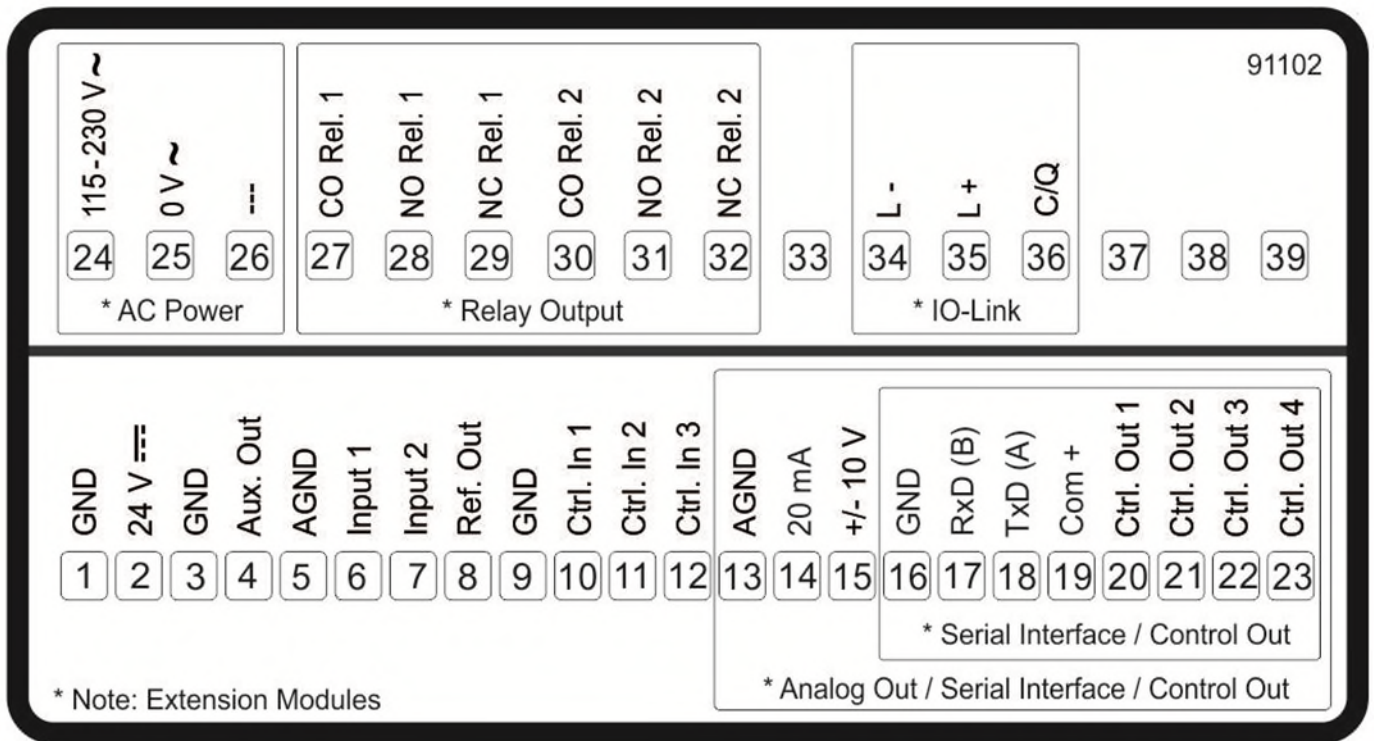 91102
115-230 V ~
0 V ~
---
CO Rel. 1
NO Rel. 1
NC Rel. 1
CO Rel. 2
NO Rel. 2
NC Rel. 2
L -
L +
C/Q
24 25 26 27 28 29 30 31 32 33 34 35 36 37 38 39
* AC Power
* Relay Output
* IO-Link
GND
24 V ⎓
GND
Aux. Out
AGND
Input 1
Input 2
Ref. Out
GND
Ctrl. In 1
Ctrl. In 2
Ctrl. In 3
AGND
20 mA
+/- 10 V
GND
RxD (B)
TxD (A)
Com +
Ctrl. Out 1
Ctrl. Out 2
Ctrl. Out 3
Ctrl. Out 4
1 2 3 4 5 6 7 8 9 10 11 12 13 14 15 16 17 18 19 20 21 22 23
* Serial Interface / Control Out
* Analog Out / Serial Interface / Control Out
* Note: Extension Modules